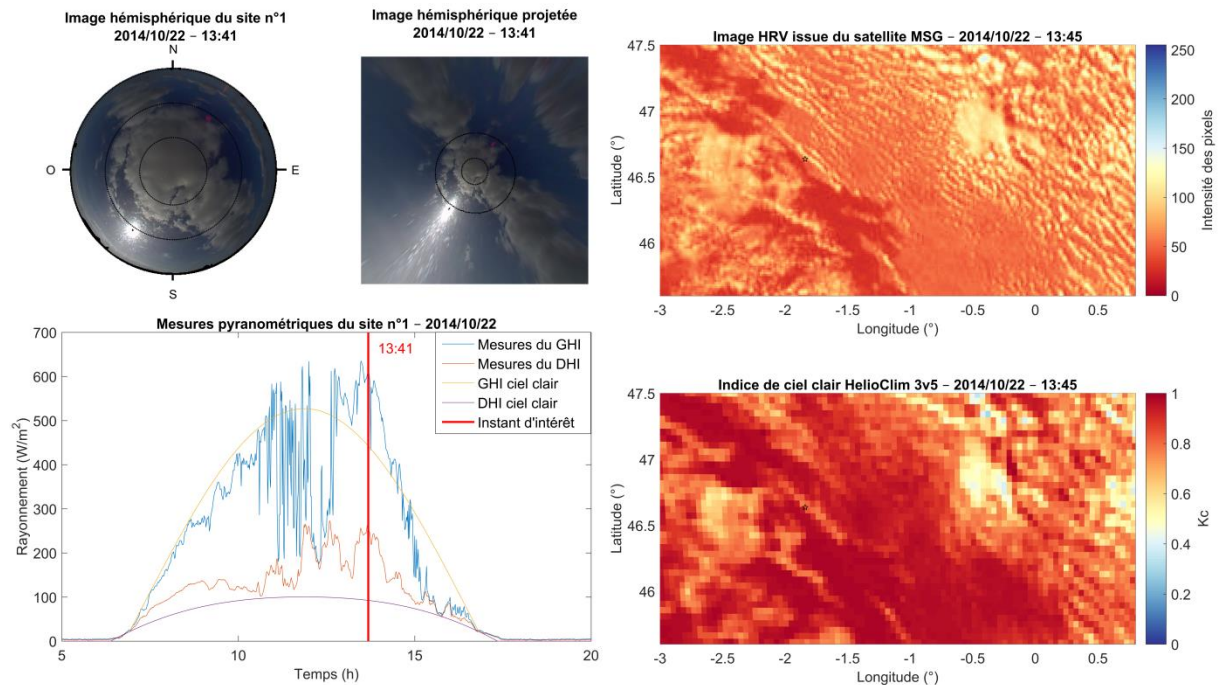 Image hémisphérique du site n°1
2014/10/22 – 13:41
N
O
E
S
Image hémisphérique projetée
2014/10/22 – 13:41
Image HRV issue du satellite MSG – 2014/10/22 – 13:45
47.5
47
46.5
46
Latitude (°)
-3
-2.5
-2
-1.5
-1
-0.5
0
0.5
Longitude (°)
250
200
150
100
50
0
Intensité des pixels
Mesures pyranométriques du site n°1 – 2014/10/22
700
600
500
400
300
200
100
0
Rayonnement (W/m²)
5
10
15
20
Temps (h)
13:41
Mesures du GHI
Mesures du DHI
GHI ciel clair
DHI ciel clair
Instant d'intérêt
Indice de ciel clair HelioClim 3v5 – 2014/10/22 – 13:45
47.5
47
46.5
46
Latitude (°)
-3
-2.5
-2
-1.5
-1
-0.5
0
0.5
Longitude (°)
1
0.8
0.6
0.4
0.2
0
Kc